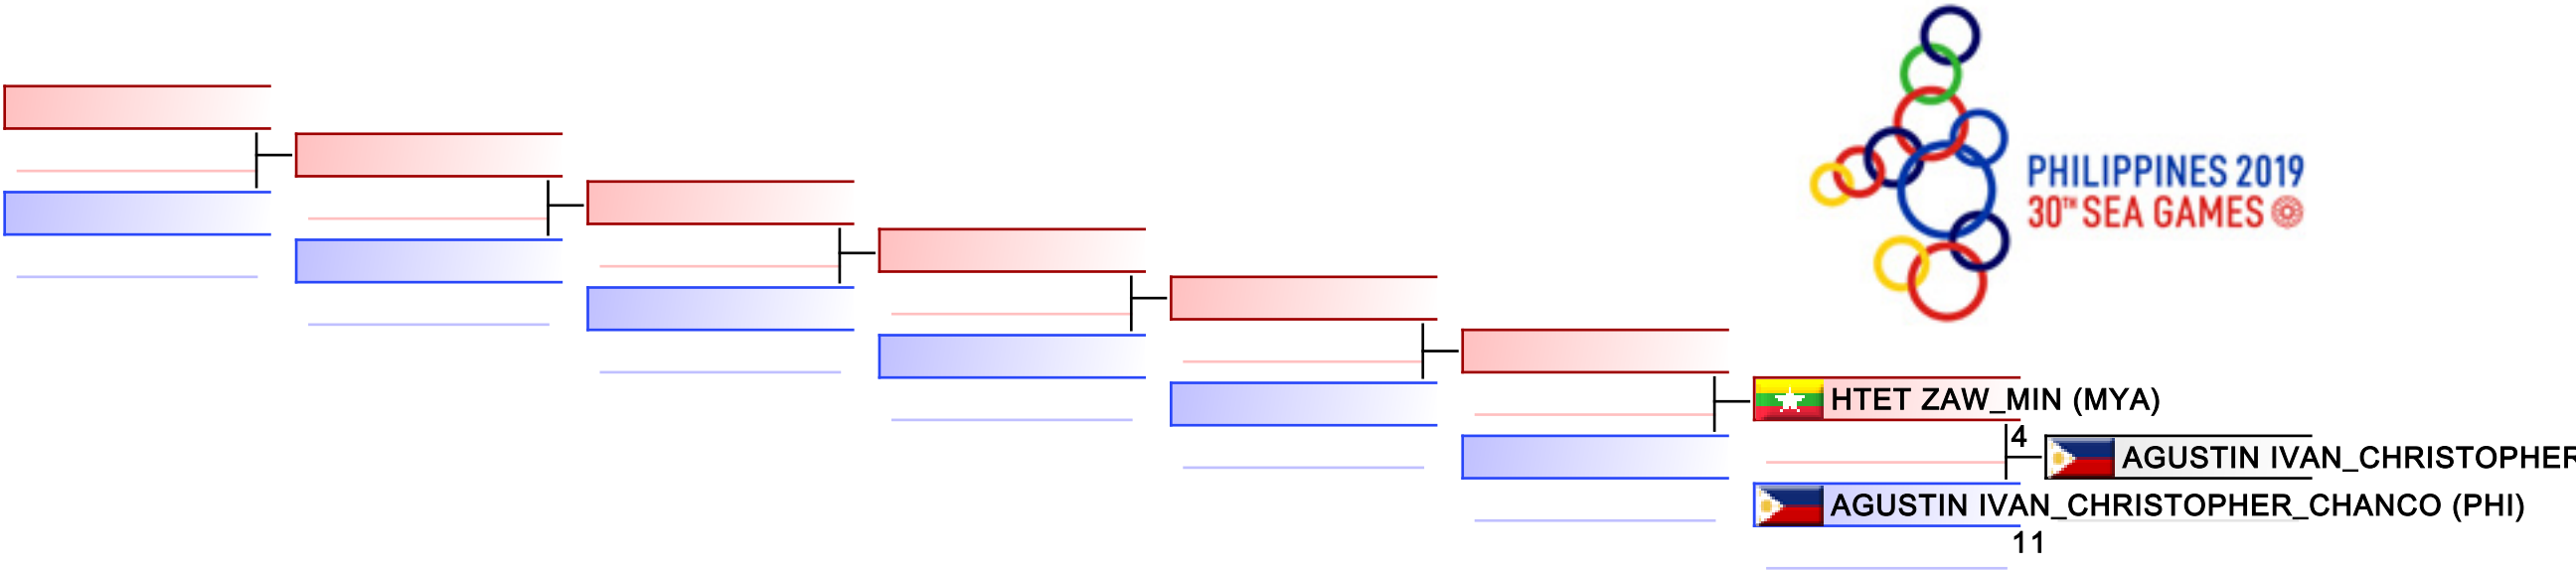 PHILIPPINES 2019
30TH SEA GAMES
HTET ZAW_MIN (MYA)
4
AGUSTIN IVAN_CHRISTOPHER
AGUSTIN IVAN_CHRISTOPHER_CHANCO (PHI)
11